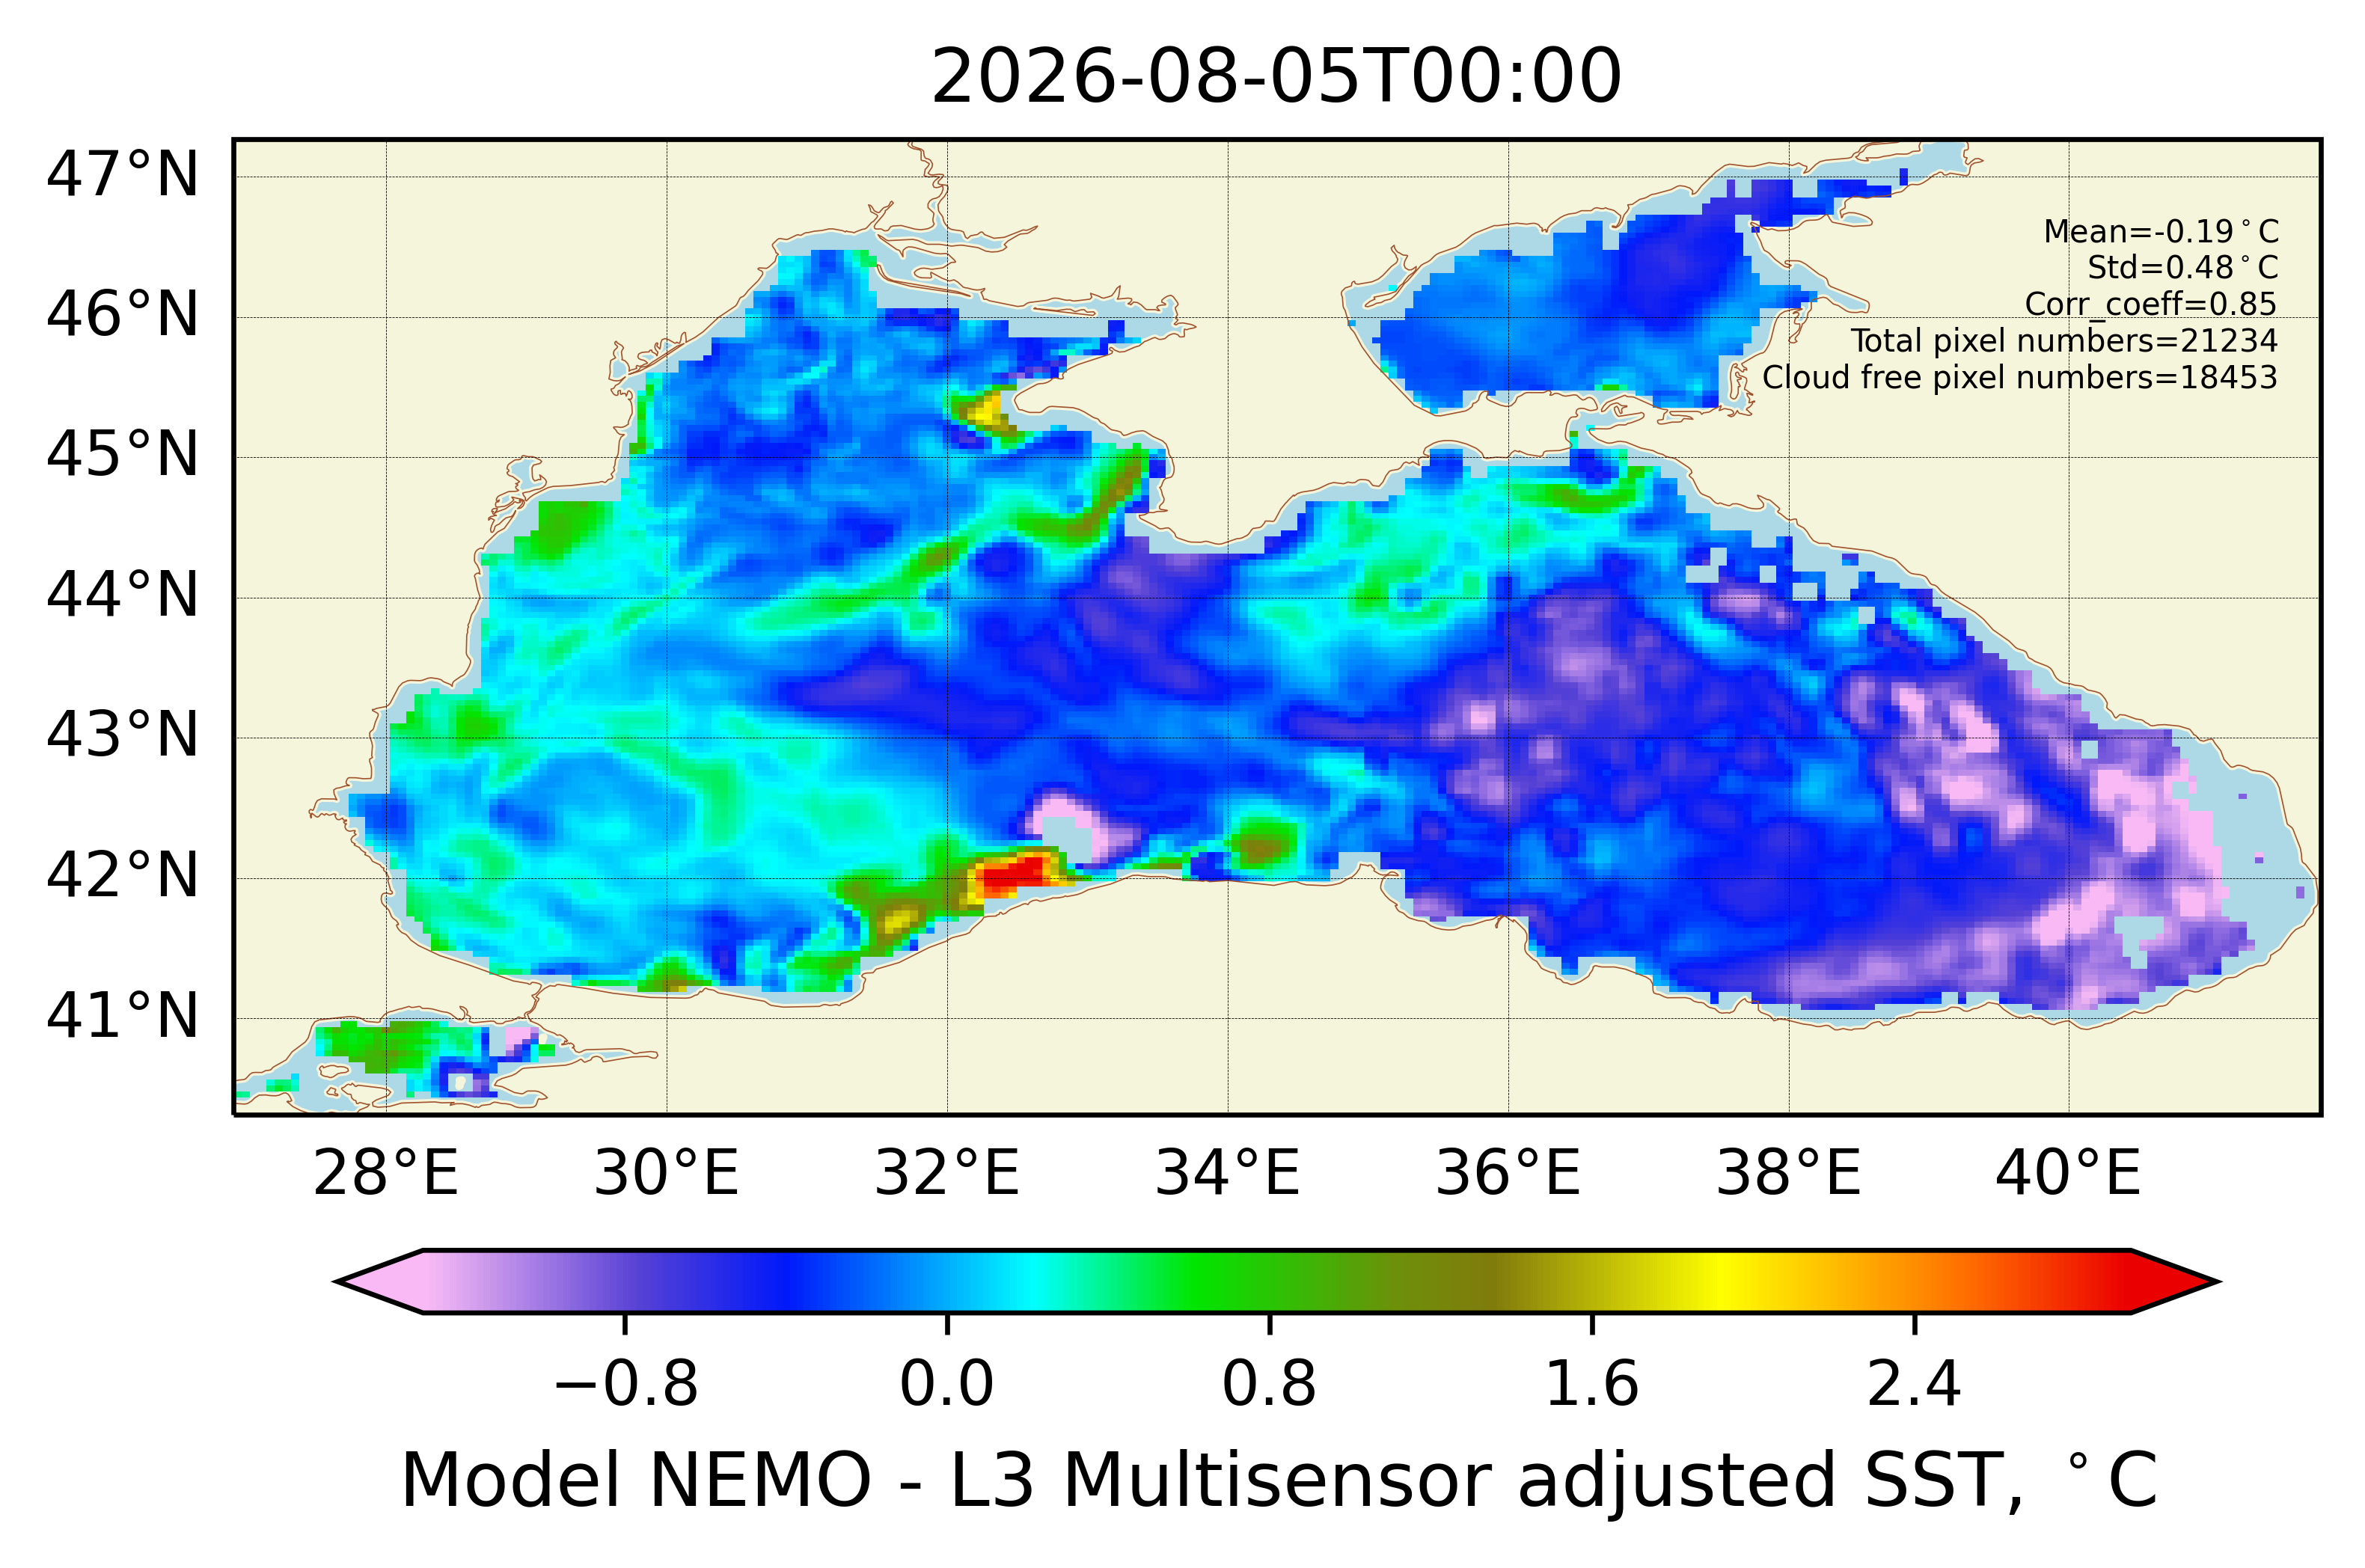 2026-08-05T00:00
47°N
46°N
45°N
44°N
43°N
42°N
41°N
Mean=-0.19°C
Std=0.48°C
Corr_coeff=0.85
Total pixel numbers=21234
Cloud free pixel numbers=18453
28°E 30°E 32°E 34°E 36°E 38°E 40°E
−0.8 0.0 0.8 1.6 2.4
Model NEMO - L3 Multisensor adjusted SST, °C